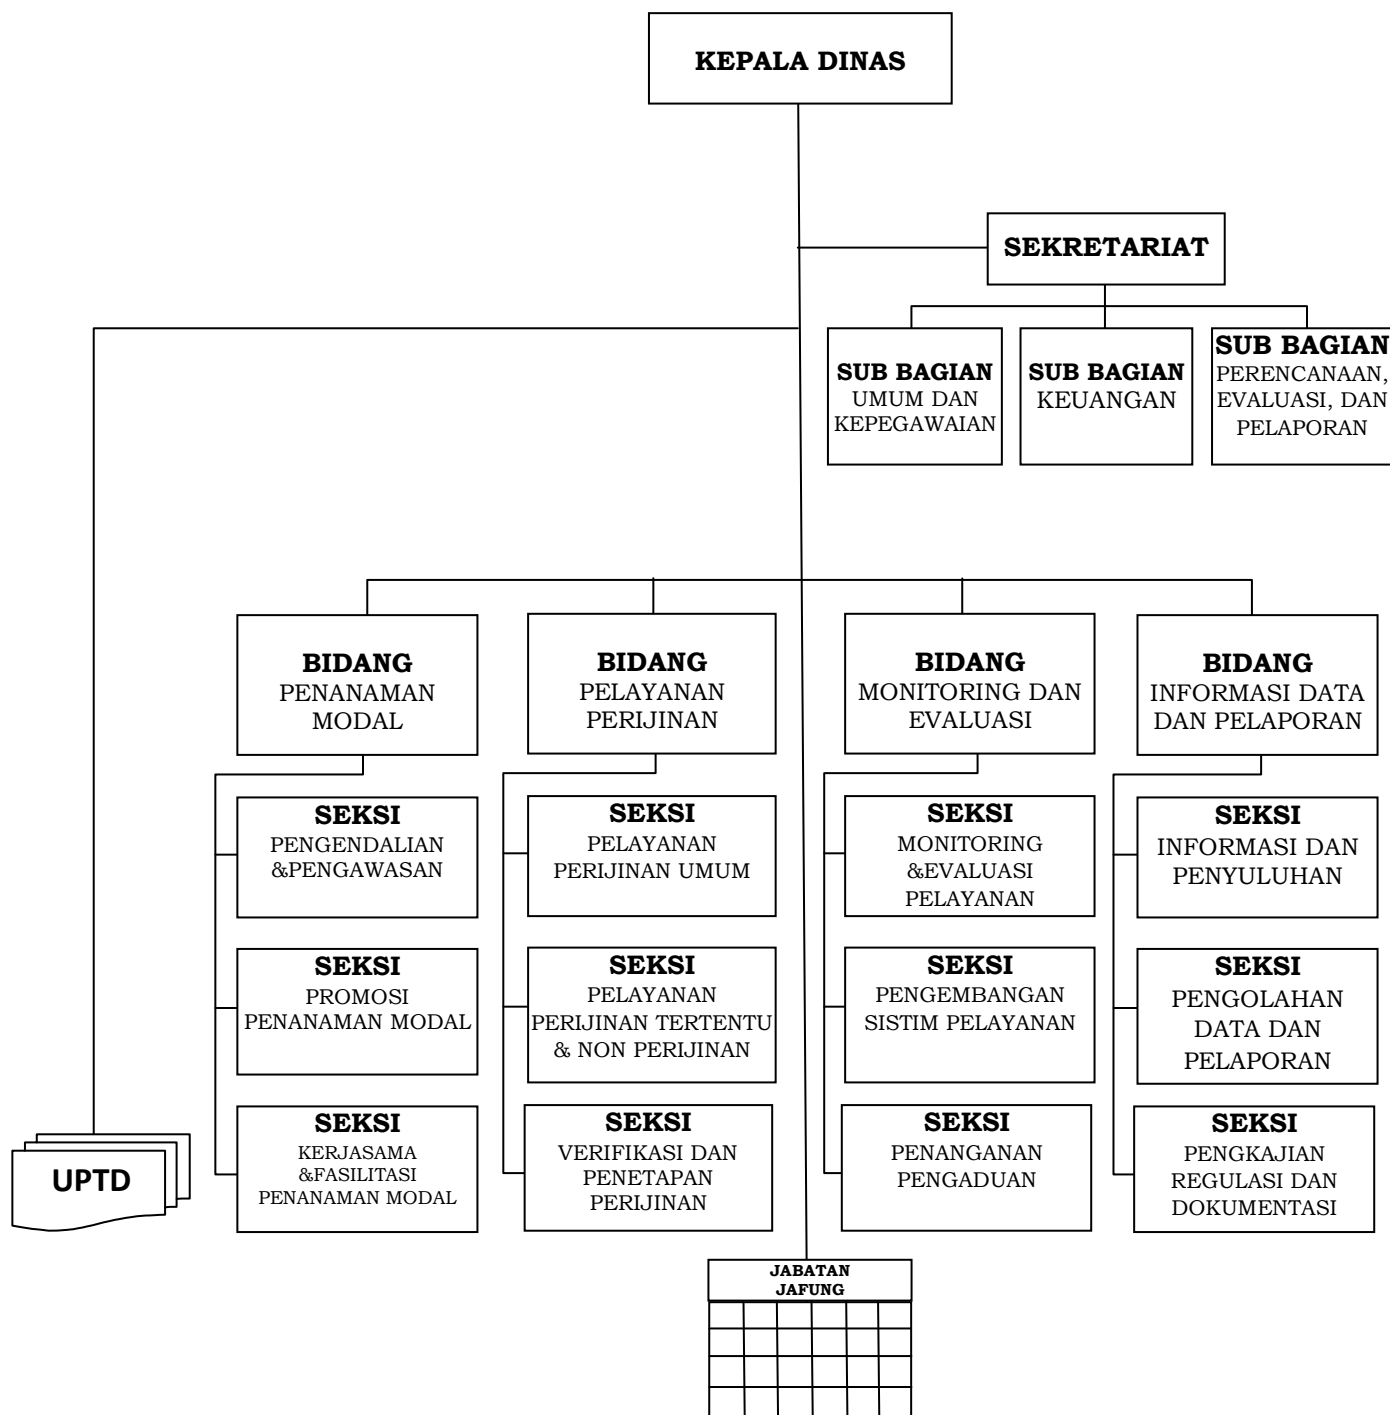 KEPALA DINAS
SEKRETARIAT
SUB BAGIAN
UMUM DAN
KEPEGAWAIAN
SUB BAGIAN
KEUANGAN
SUB BAGIAN
PERENCANAAN,
EVALUASI, DAN
PELAPORAN
BIDANG
PENANAMAN
MODAL
BIDANG
PELAYANAN
PERIJINAN
BIDANG
MONITORING DAN
EVALUASI
BIDANG
INFORMASI DATA
DAN PELAPORAN
SEKSI
PENGENDALIAN
&PENGAWASAN
SEKSI
PELAYANAN
PERIJINAN UMUM
SEKSI
MONITORING
&EVALUASI
PELAYANAN
SEKSI
INFORMASI DAN
PENYULUHAN
SEKSI
PROMOSI
PENANAMAN MODAL
SEKSI
PELAYANAN
PERIJINAN TERTENTU
& NON PERIJINAN
SEKSI
PENGEMBANGAN
SISTIM PELAYANAN
SEKSI
PENGOLAHAN
DATA DAN
PELAPORAN
UPTD
SEKSI
KERJASAMA
&FASILITASI
PENANAMAN MODAL
SEKSI
VERIFIKASI DAN
PENETAPAN
PERIJINAN
SEKSI
PENANGANAN
PENGADUAN
SEKSI
PENGKAJIAN
REGULASI DAN
DOKUMENTASI
JABATAN
JAFUNG